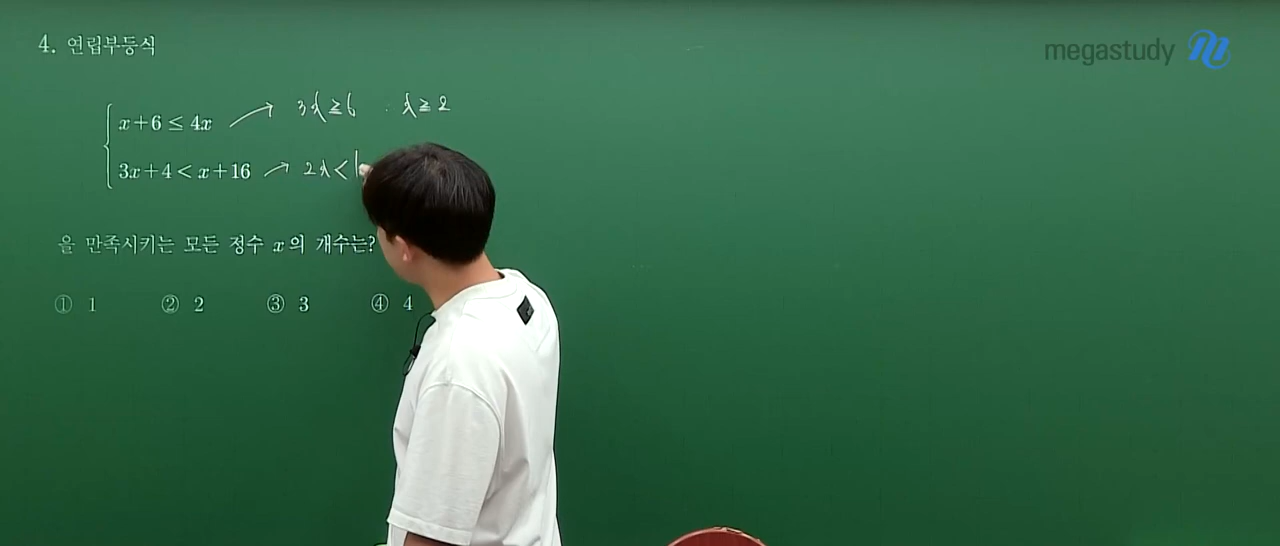 4. 연립부등식
megastudy
x+6 ≤ 4x → 3x ≧ 6 . x ≧ 2
3x+4 < x+16 → 2x < 1
을 만족시키는 모든 정수 x의 개수는?
① 1 ② 2 ③ 3 ④ 4